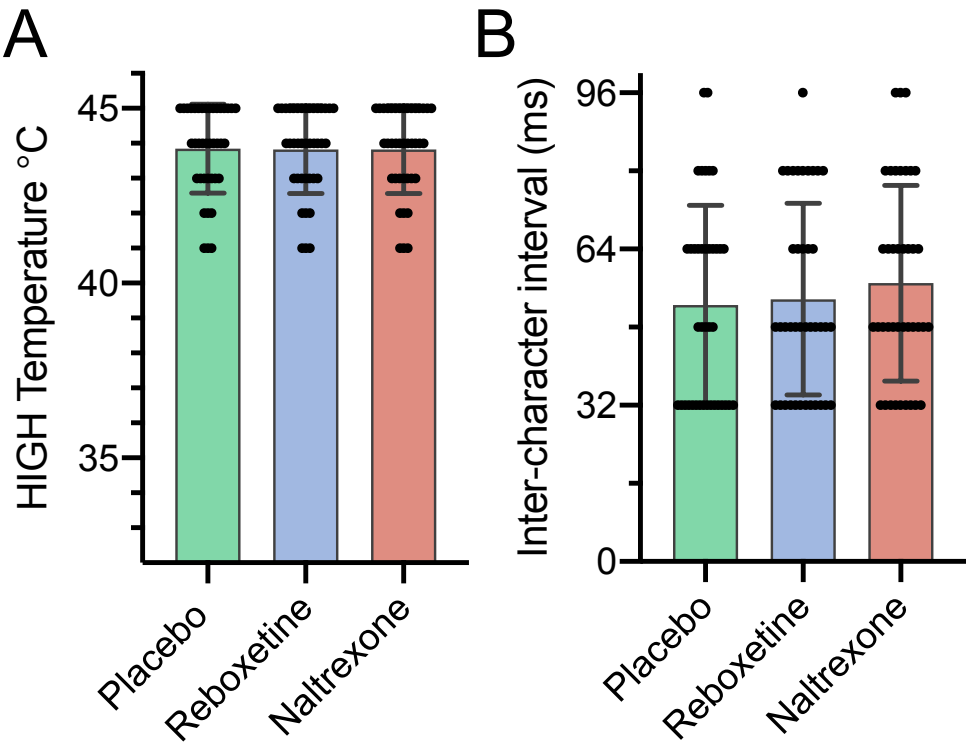 A
HIGH Temperature °C
45
40
35
Placebo
Reboxetine
Naltrexone
B
Inter-character interval (ms)
96
64
32
0
Placebo
Reboxetine
Naltrexone